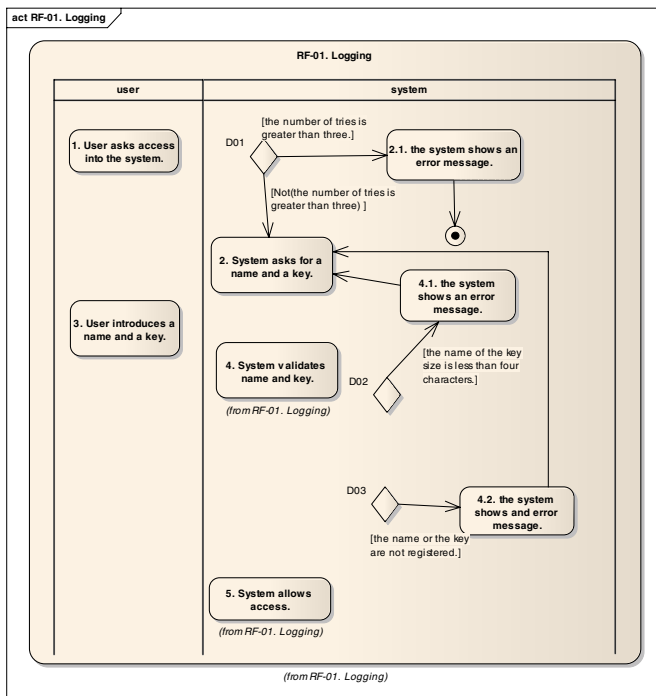 act RF-01. Logging
RF-01. Logging
user
system
1. User asks access
into the system.
[the number of tries is
greater than three.]
D01
2.1. the system shows an
error message.
[Not(the number of tries is
greater than three) ]
2. System asks for a
name and a key.
4.1. the system
shows an error
message.
3. User introduces a
name and a key.
[the name of the key
size is less than four
characters.]
4. System validates
name and key.
D02
(from RF-01. Logging)
D03
4.2. the system
shows and error
message.
[the name or the key
are not registered.]
5. System allows
access.
(from RF-01. Logging)
(from RF-01. Logging)